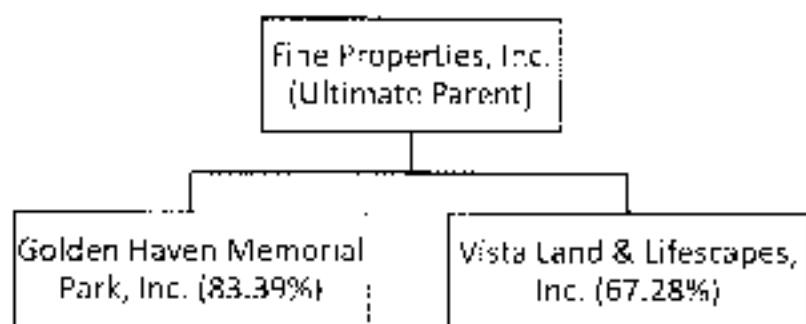 Fine Properties, Inc.
(Ultimate Parent)
Golden Haven Memorial
Park, Inc. (83.39%)
Vista Land & Lifescapes,
Inc. (67.28%)